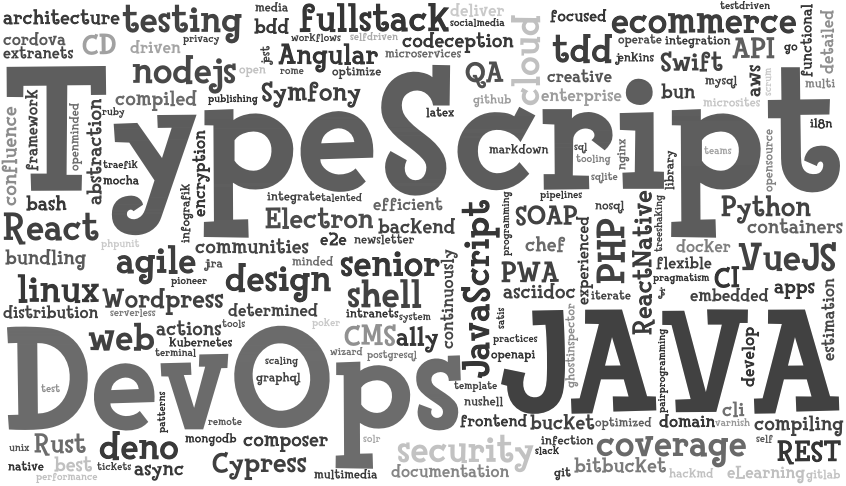 architecture
testing
media
bdd
fullstack
deliver
socialmedia
focused
testdriven
ecommerce
functional
detailed
cordova
CD
driven
privacy
extranets
workflows
selfdriven
codeception
cloud
tdd
operate
integration
API
go
jest
Angular
microservices
jenkins
nodejs
open
rome
optimize
QA
creative
Swift
mysql
aws
scrum
multi
compiled
publishing
Symfony
github
enterprise
bun
microsites
confluence
framework
openminded
abstraction
ruby
latex
TypeScript
i18n
traefik
mocha
encryption
markdown
sql
tooling
sqlite
nginx
library
teams
opensource
bash
infografik
integrate
talented
efficient
pipelines
React
Electron
backend
JavaScript
programming
SOAP
nosql
experienced
PHP
ReactNative
treeshaking
Python
containers
phpunit
communities
e2e
newsletter
chef
docker
bundling
agile
jra
minded
senior
continuously
PWA
flexible
VueJS
pioneer
design
pragmatism
CI
linux
Wordpress
shell
asciidoc
iterate
js
embedded
apps
distribution
serverless
determined
intranets
system
satis
estimation
web
actions
tools
poker
CMS
ally
practices
ghostinspector
JAVA
Kubernetes
terminal
wizard
postgresql
openapi
pairprogramming
develop
DevOps
scaling
graphql
test
template
nushell
patterns
remote
frontend
bucket
optimized
domain
cli
varnish
compiling
unix
Rust
deno
mongodb
composer
solr
security
infection
slack
coverage
self
REST
native
best
tickets
async
Cypress
multimedia
documentation
git
bitbucket
hackmd
eLearning
gitlab
performance